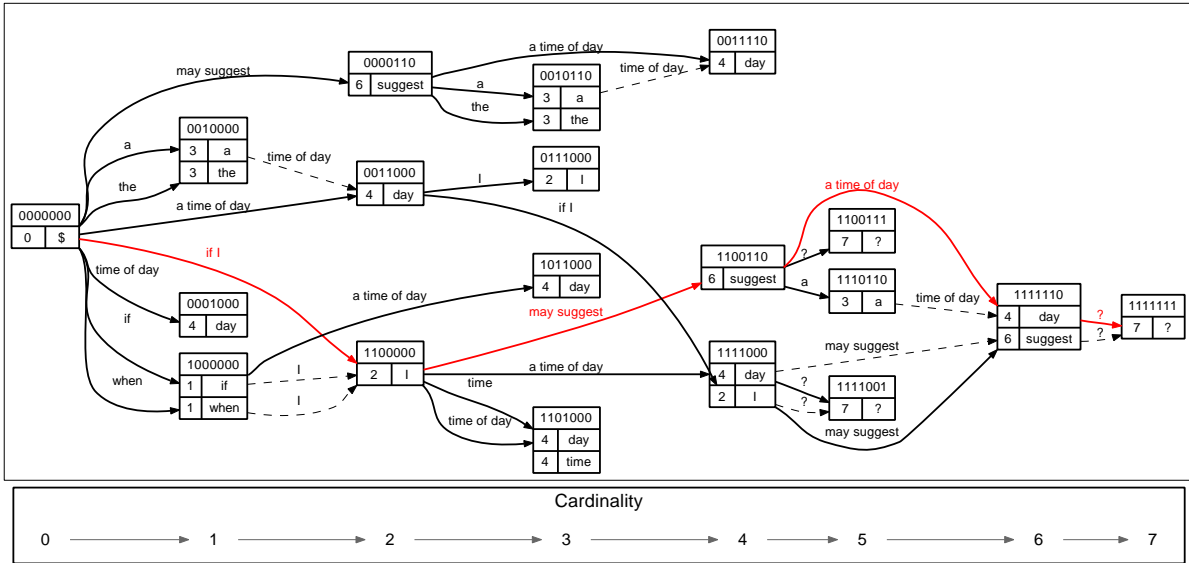 0011110
4 day
a time of day
0000110
6 suggest
may suggest
a
the
time of day
0010110
3 a
3 the
0010000
3 a
3 the
a
the
time of day
0011000
4 day
a time of day
0111000
2 I
I
if I
0000000
0 $
if I
time of day
if
when
0001000
4 day
1000000
1 if
1 when
I
I
1011000
4 day
a time of day
1100000
2 I
may suggest
a time of day
time
time of day
1101000
4 day
4 time
1100110
6 suggest
a time of day
?
a
1100111
7 ?
1110110
3 a
time of day
1111000
4 day
2 I
may suggest
?
?
may suggest
1111001
7 ?
1111110
4 day
6 suggest
?
?
1111111
7 ?
Cardinality
0 1 2 3 4 5 6 7